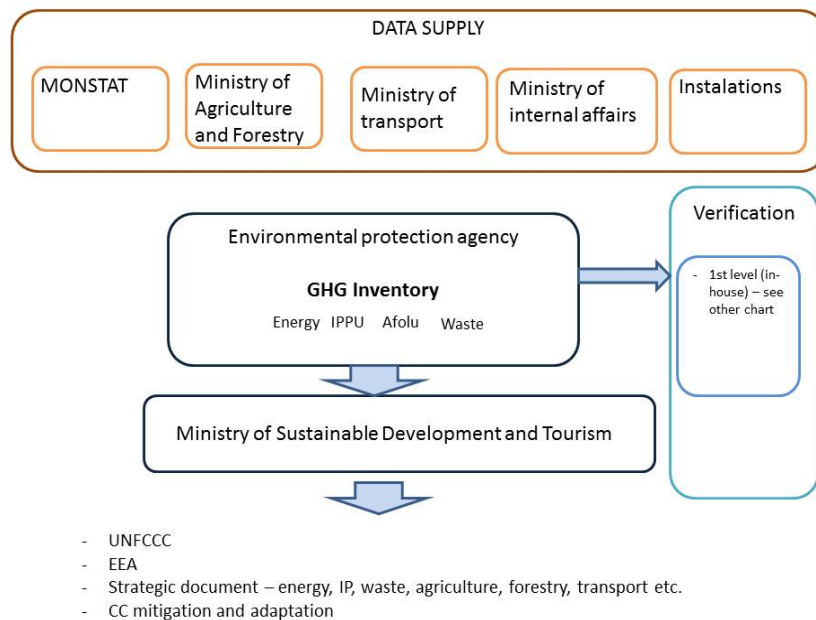 DATA SUPPLY
MONSTAT
Ministry of
Agriculture
and Forestry
Ministry of
transport
Ministry of
internal affairs
Instalations
Environmental protection agency
GHG Inventory
Energy IPPU Afolu Waste
Verification
- 1st level (in-
house) – see
other chart
Ministry of Sustainable Development and Tourism
- UNFCCC
- EEA
- Strategic document – energy, IP, waste, agriculture, forestry, transport etc.
- CC mitigation and adaptation